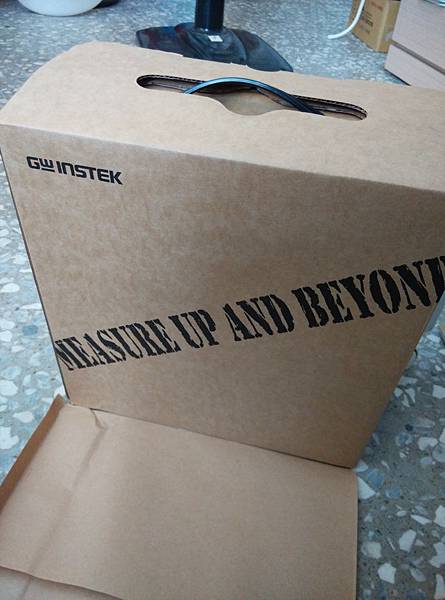 GW INSTEK
MEASURE UP AND BEYOND